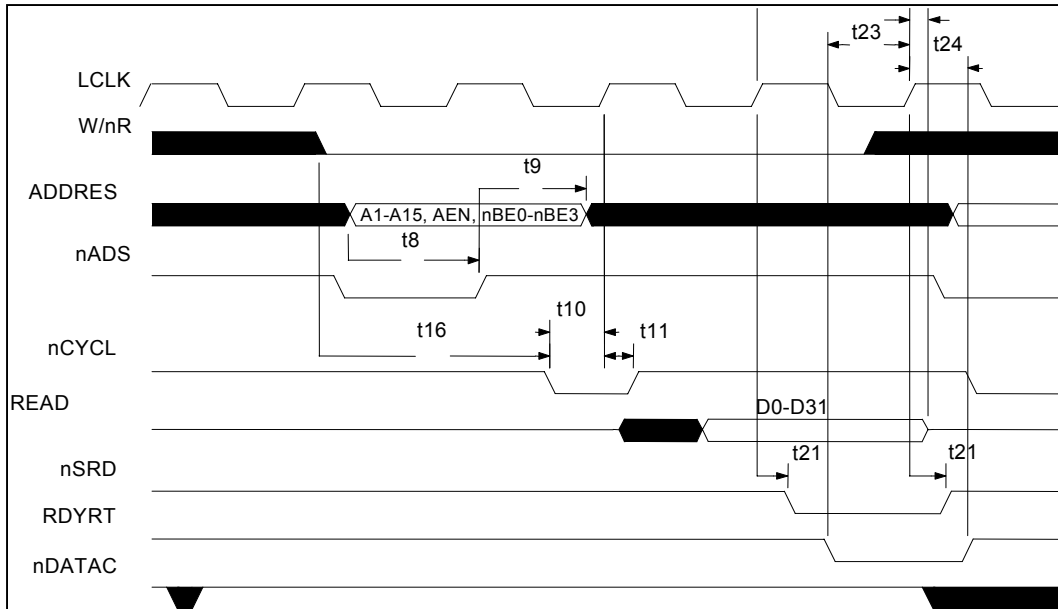 t23
t24
LCLK
W/nR
t9
ADDRES
A1-A15, AEN, nBE0-nBE3
t8
nADS
t10
t16
t11
nCYCL
READ
D0-D31
nSRD
t21
t21
RDYRT
nDATAC